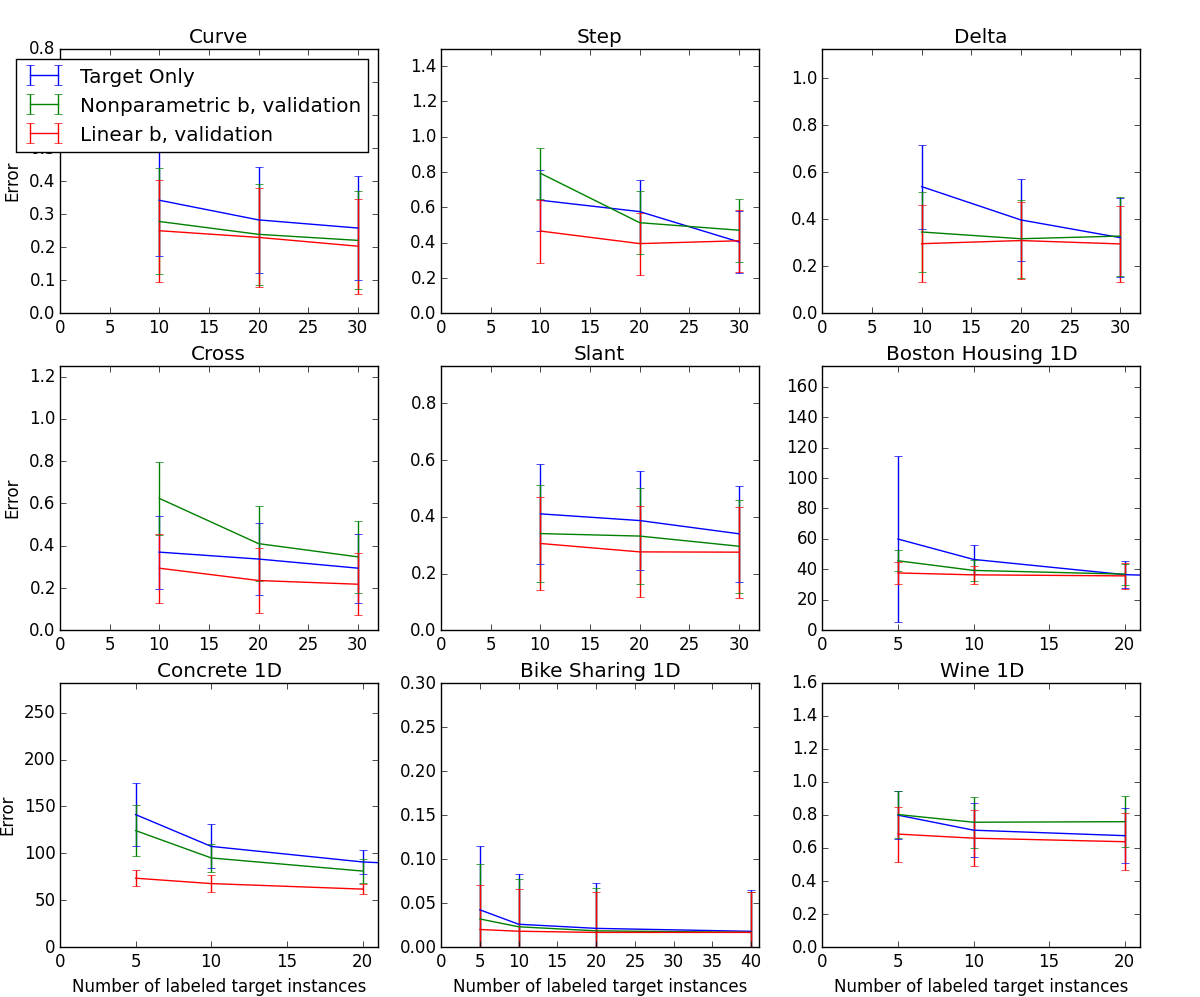 Curve Step Delta
0.8 1.4 1.0
Target Only
Nonparametric b, validation 1.2 0.8
Linear b, validation 1.0
0.8 0.6
Error
0.4 0.6 0.4
0.3
0.2 0.4 0.2
0.1 0.2
0.0 0.0 0.0
0 5 10 15 20 25 30 0 5 10 15 20 25 30 0 5 10 15 20 25 30
Cross Slant Boston Housing 1D
1.2 0.8 160
1.0 140
0.8 0.6 120
100
Error
0.6 0.4 80
0.4 60
0.2 0.2 40
20
0.0 0.0 0
0 5 10 15 20 25 30 0 5 10 15 20 25 30 0 5 10 15 20
Concrete 1D Bike Sharing 1D Wine 1D
250 0.30 1.6
0.25 1.4
200 0.20 1.2
150 1.0
Error
0.15 0.8
100 0.10 0.6
0.4
50 0.05 0.2
0 0.00 0.0
0 5 10 15 20 0 5 10 15 20 25 30 35 40 0 5 10 15 20
Number of labeled target instances Number of labeled target instances Number of labeled target instances